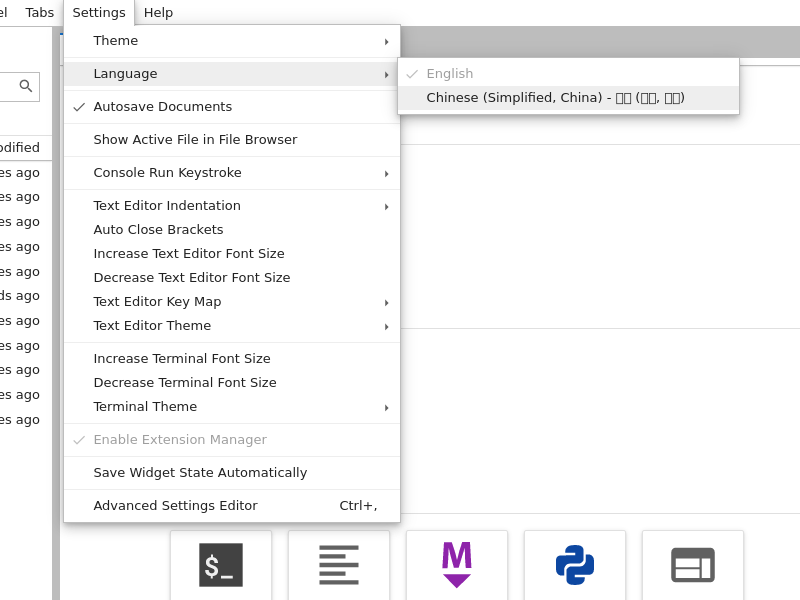 Tabs Settings Help
Theme
Language
English
Chinese (Simplified, China) -
Autosave Documents
Show Active File in File Browser
Console Run Keystroke
Text Editor Indentation
Auto Close Brackets
Increase Text Editor Font Size
Decrease Text Editor Font Size
Text Editor Key Map
Text Editor Theme
Increase Terminal Font Size
Decrease Terminal Font Size
Terminal Theme
Enable Extension Manager
Save Widget State Automatically
Advanced Settings Editor Ctrl+,
odified
es ago
es ago
es ago
es ago
es ago
ds ago
es ago
es ago
es ago
es ago
es ago
$_
M